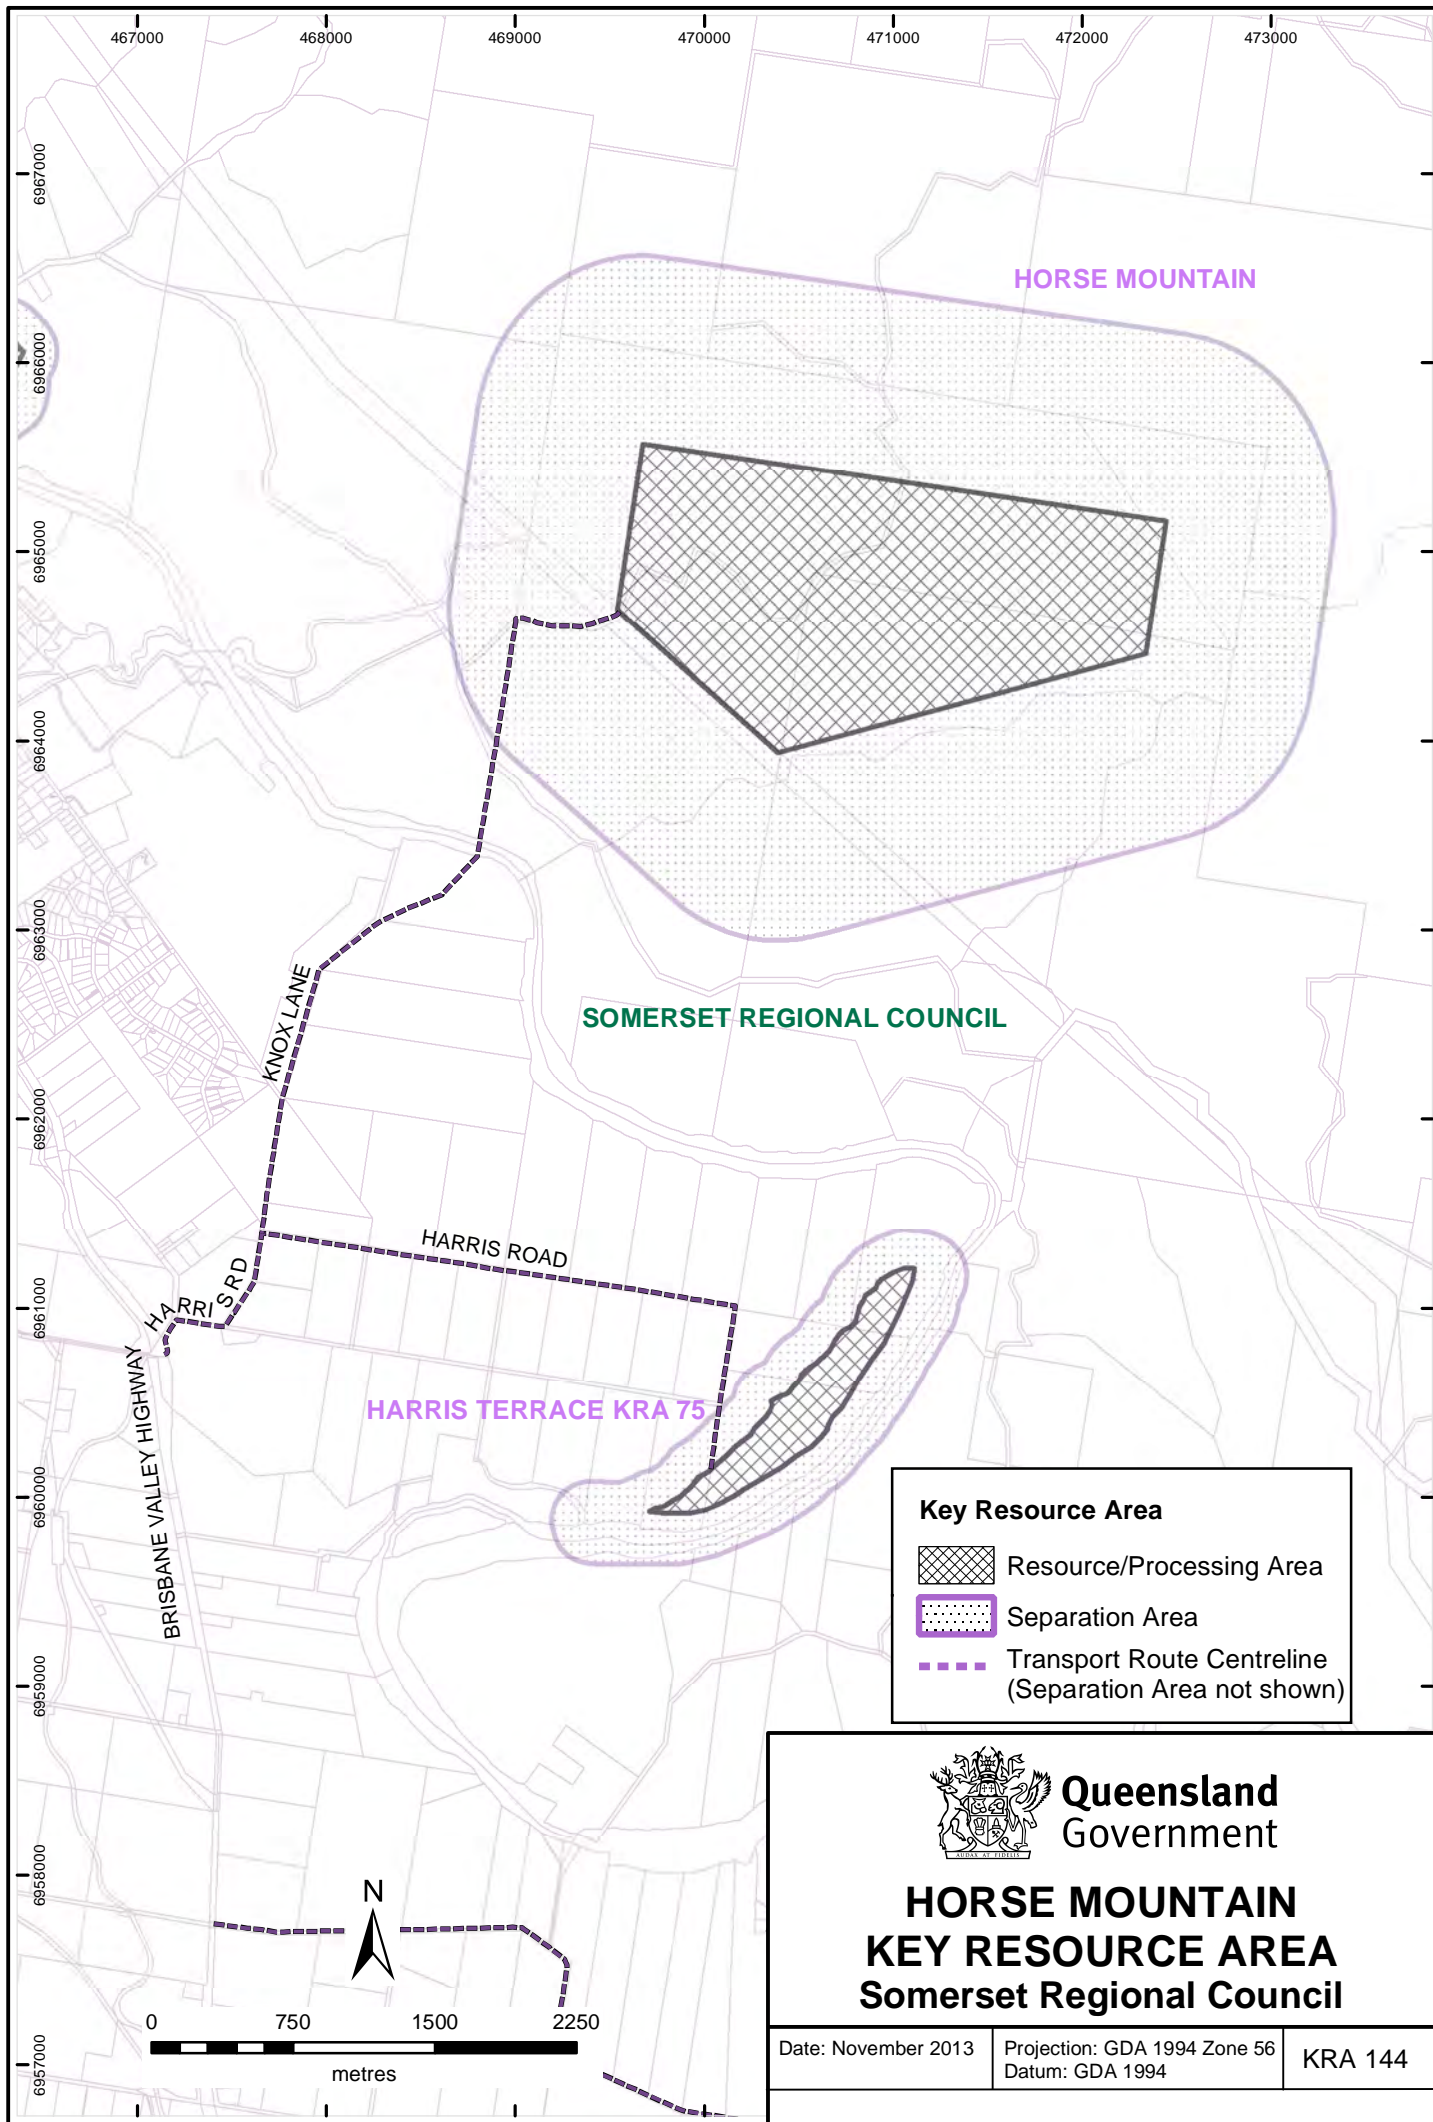 467000 468000 469000 470000 471000 472000 473000
6967000
6966000
6965000
6964000
6963000
6962000
6961000
6960000
6959000
6958000
6957000
HORSE MOUNTAIN
SOMERSET REGIONAL COUNCIL
KNOX LANE
HARRIS ROAD
HARRIS RD
HARRIS TERRACE KRA 75
BRISBANE VALLEY HIGHWAY
Key Resource Area
Resource/Processing Area
Separation Area
Transport Route Centreline
(Separation Area not shown)
AUDAX AT FIDELIS
Queensland
Government
HORSE MOUNTAIN
KEY RESOURCE AREA
Somerset Regional Council
Date: November 2013
Projection: GDA 1994 Zone 56
Datum: GDA 1994
KRA 144
N
0 750 1500 2250
metres